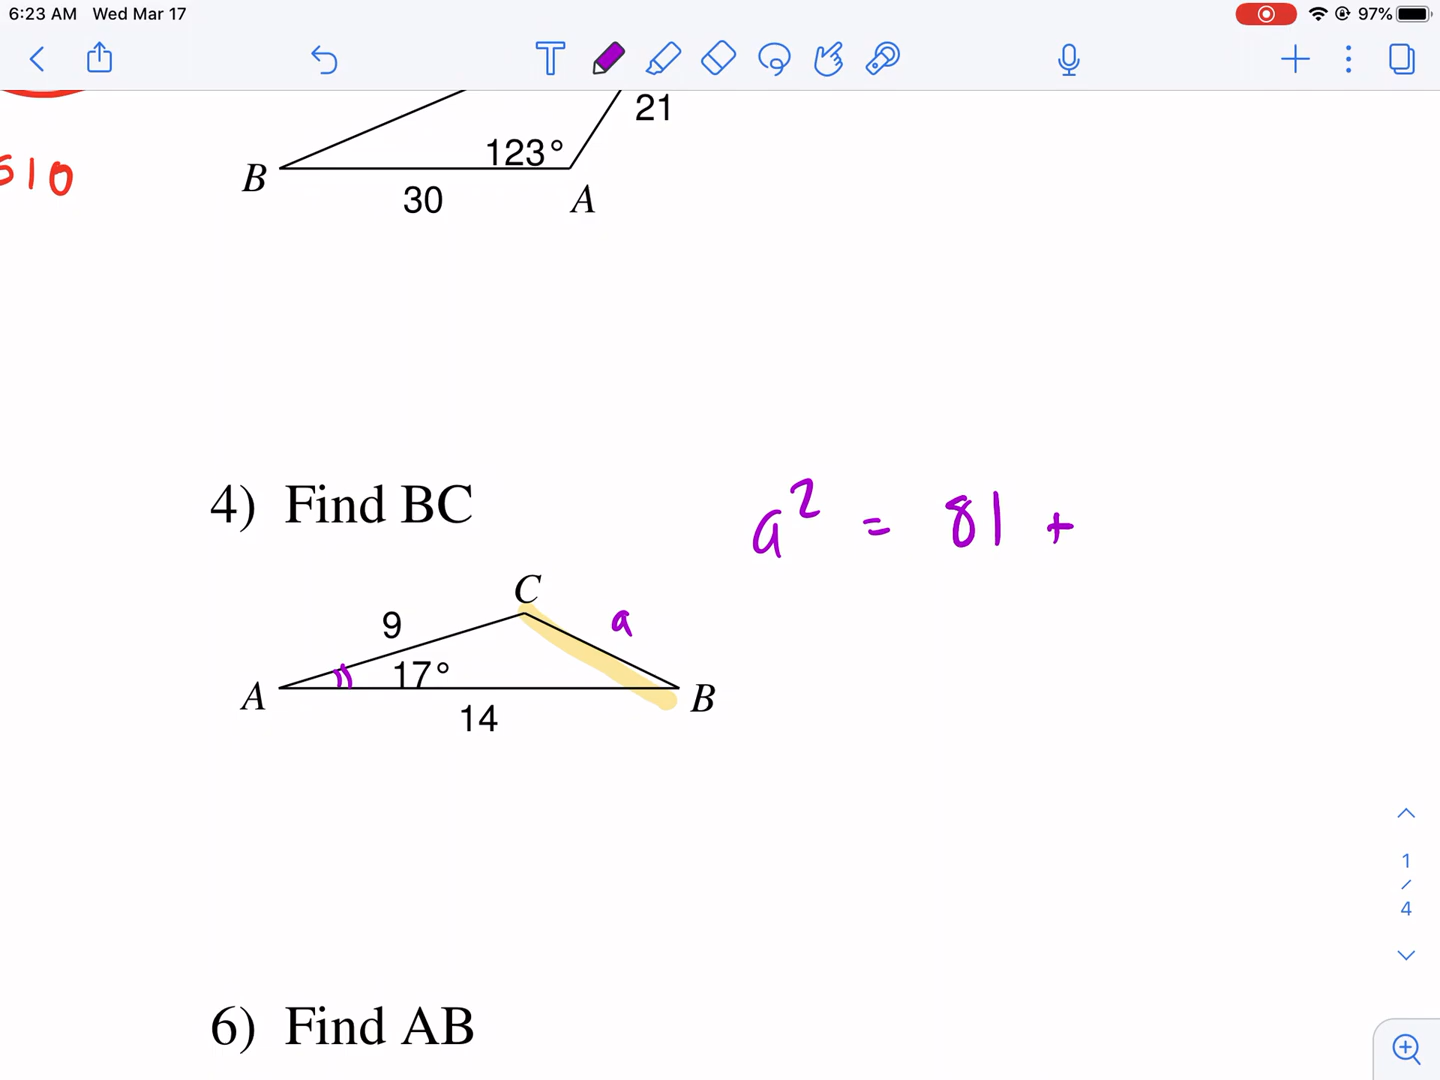 6:23 AM Wed Mar 17
97%
21
123°
B
510
30
A
4) Find BC
a² = 81 +
C
9
a
17°
A
B
14
1
/
4
6) Find AB